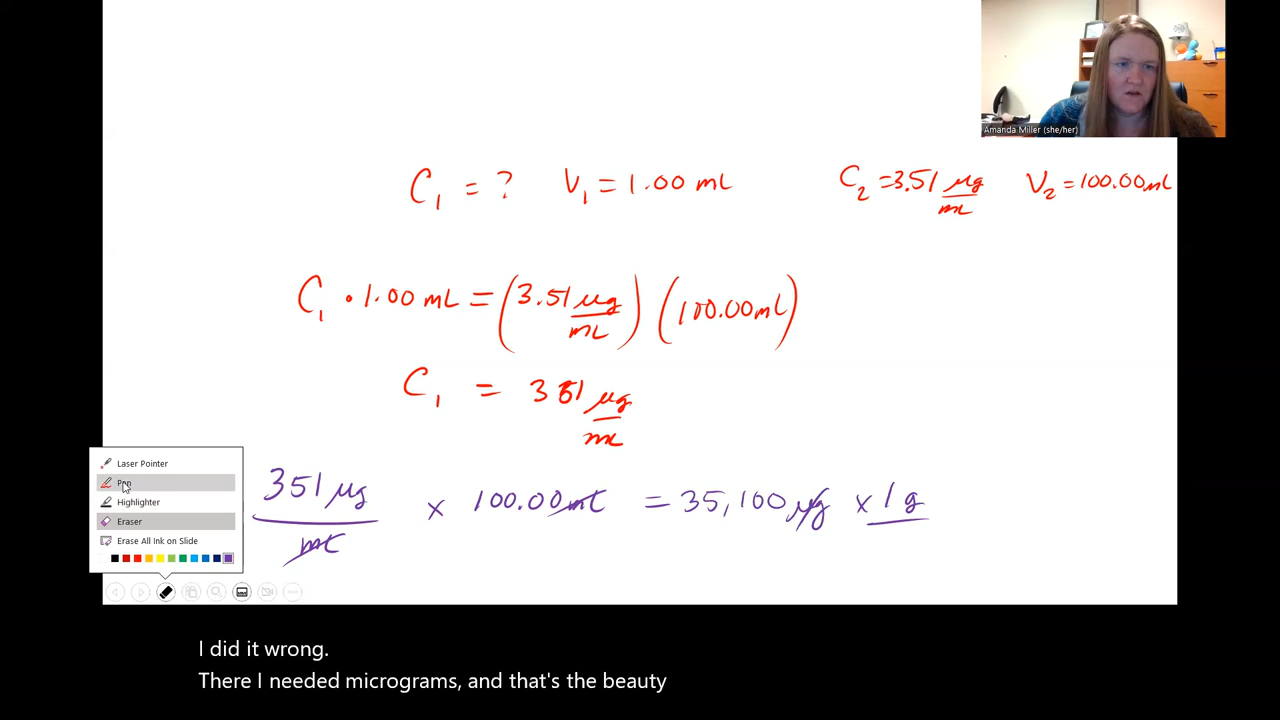 Amanda Miller (she/her)
C₁ = ? V₁ = 1.00 mL C₂ = 3.51 μg/mL V₂ = 100.00 mL
C₁ • 1.00 mL = (3.51 μg/mL) (100.00 mL)
C₁ = 351 μg/mL
351 μg/mL x 100.00 mL = 35,100 μg x 1 g
Laser Pointer
Pen
Highlighter
Eraser
Erase All Ink on Slide
I did it wrong.
There I needed micrograms, and that's the beauty